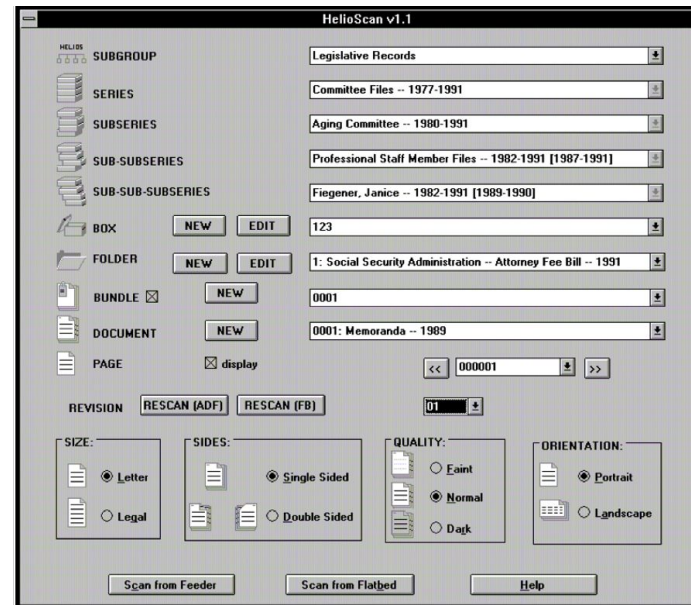 HelioScan v1.1
HELIOS
SUBGROUP Legislative Records
SERIES Committee Files -- 1977-1991
SUBSERIES Aging Committee -- 1980-1991
SUB-SUBSERIES Professional Staff Member Files -- 1982-1991 [1987-1991]
SUB-SUB-SUBSERIES Fiegener, Janice -- 1982-1991 [1989-1990]
BOX NEW EDIT 123
FOLDER NEW EDIT 1: Social Security Administration -- Attorney Fee Bill -- 1991
BUNDLE NEW 0001
DOCUMENT NEW 0001: Memoranda -- 1989
PAGE display << 000001 >>
REVISION RESCAN (ADF) RESCAN (FB) 01
SIZE: SIDES: QUALITY: ORIENTATION:
Letter Single Sided Faint Portrait
Normal
Legal Double Sided Dark Landscape
Scan from Feeder Scan from Flatbed Help